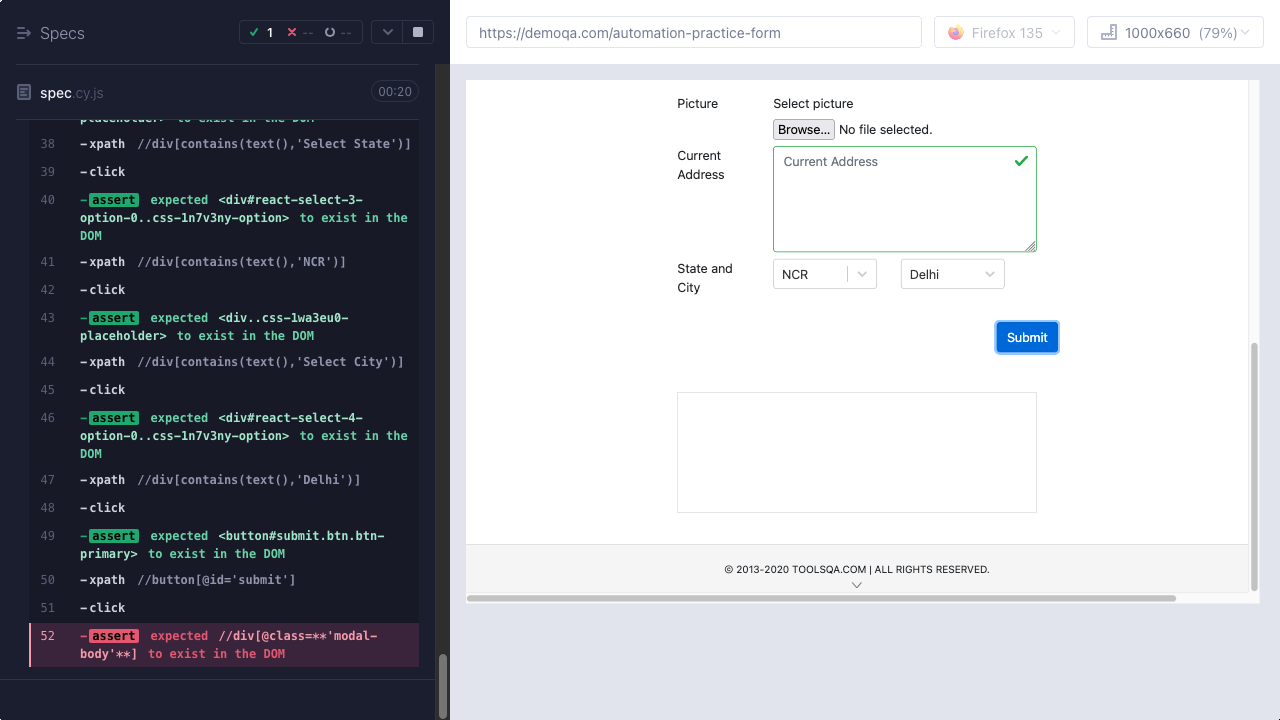 Specs
1
--
--
spec.cy.js
00:20
placeholder> to exist in the DOM
38 -xpath //div[contains(text(),'Select State')]
39 -click
40 -assert expected <div#react-select-3-
option-0..css-1n7v3ny-option> to exist in the
DOM
41 -xpath //div[contains(text(),'NCR')]
42 -click
43 -assert expected <div..css-1wa3eu0-
placeholder> to exist in the DOM
44 -xpath //div[contains(text(),'Select City')]
45 -click
46 -assert expected <div#react-select-4-
option-0..css-1n7v3ny-option> to exist in the
DOM
47 -xpath //div[contains(text(),'Delhi')]
48 -click
49 -assert expected <button#submit.btn.btn-
primary> to exist in the DOM
50 -xpath //button[@id='submit']
51 -click
52 -assert expected //div[@class=**'modal-
body'**] to exist in the DOM
https://demoqa.com/automation-practice-form
Firefox 135
1000x660 (79%)
Picture
Select picture
Browse... No file selected.
Current
Address
Current Address
State and
City
NCR
Delhi
Submit
© 2013-2020 TOOLSQA.COM | ALL RIGHTS RESERVED.